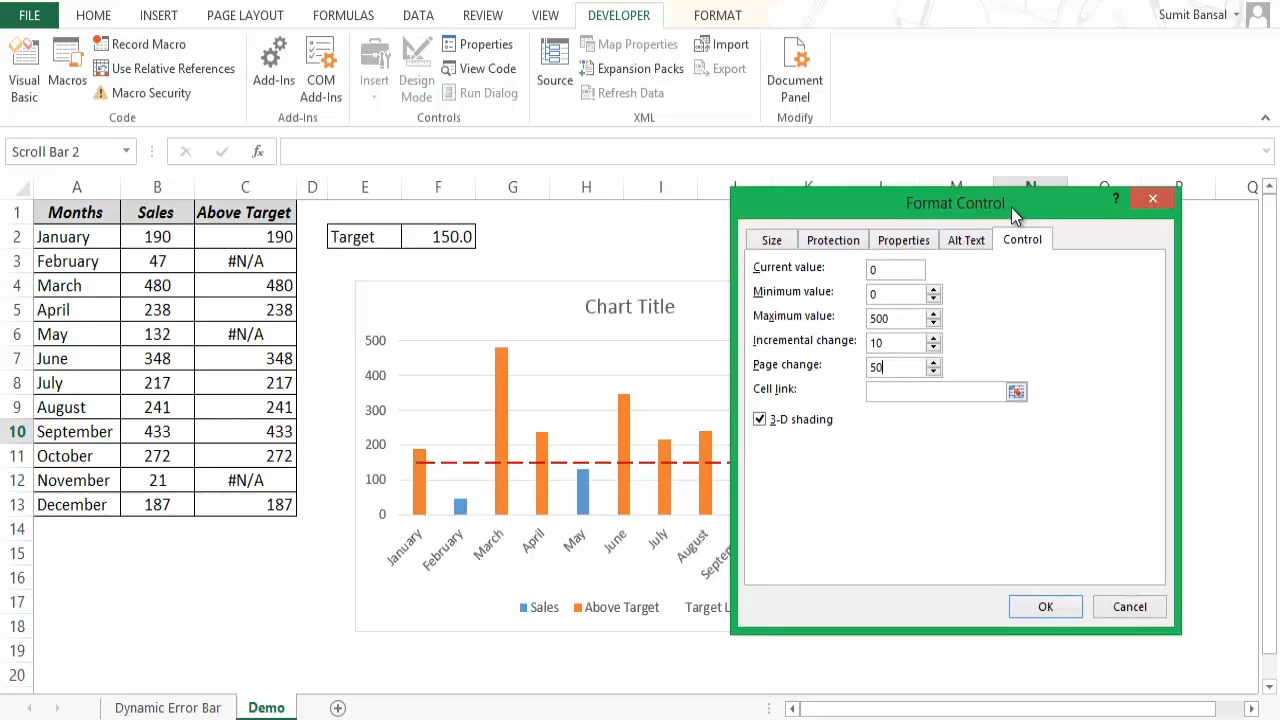 FILE HOME INSERT PAGE LAYOUT FORMULAS DATA REVIEW VIEW DEVELOPER FORMAT Sumit Bansal
Visual Basic
Macros
Record Macro
Use Relative References
Macro Security
Code
Add-Ins
COM Add-Ins
Add-Ins
Insert
Design Mode
Properties
View Code
Run Dialog
Controls
Source
Map Properties
Expansion Packs
Refresh Data
Import
Export
XML
Document Panel
Modify
Scroll Bar 2 fx
A B C D E F G H I J K L M N O P Q
1 Months Sales Above Target
2 January 190 190 Target 150.0
3 February 47 #N/A
4 March 480 480
5 April 238 238
6 May 132 #N/A
7 June 348 348
8 July 217 217
9 August 241 241
10 September 433 433
11 October 272 272
12 November 21 #N/A
13 December 187 187
14
15
16
17
18
19
20
Chart Title
500
400
300
200
100
0
January February March April May June July August Septe
Sales Above Target Target L
Format Control ?
Size Protection Properties Alt Text Control
Current value: 0
Minimum value: 0
Maximum value: 500
Incremental change: 10
Page change: 50
Cell link:
3-D shading
OK Cancel
Dynamic Error Bar Demo